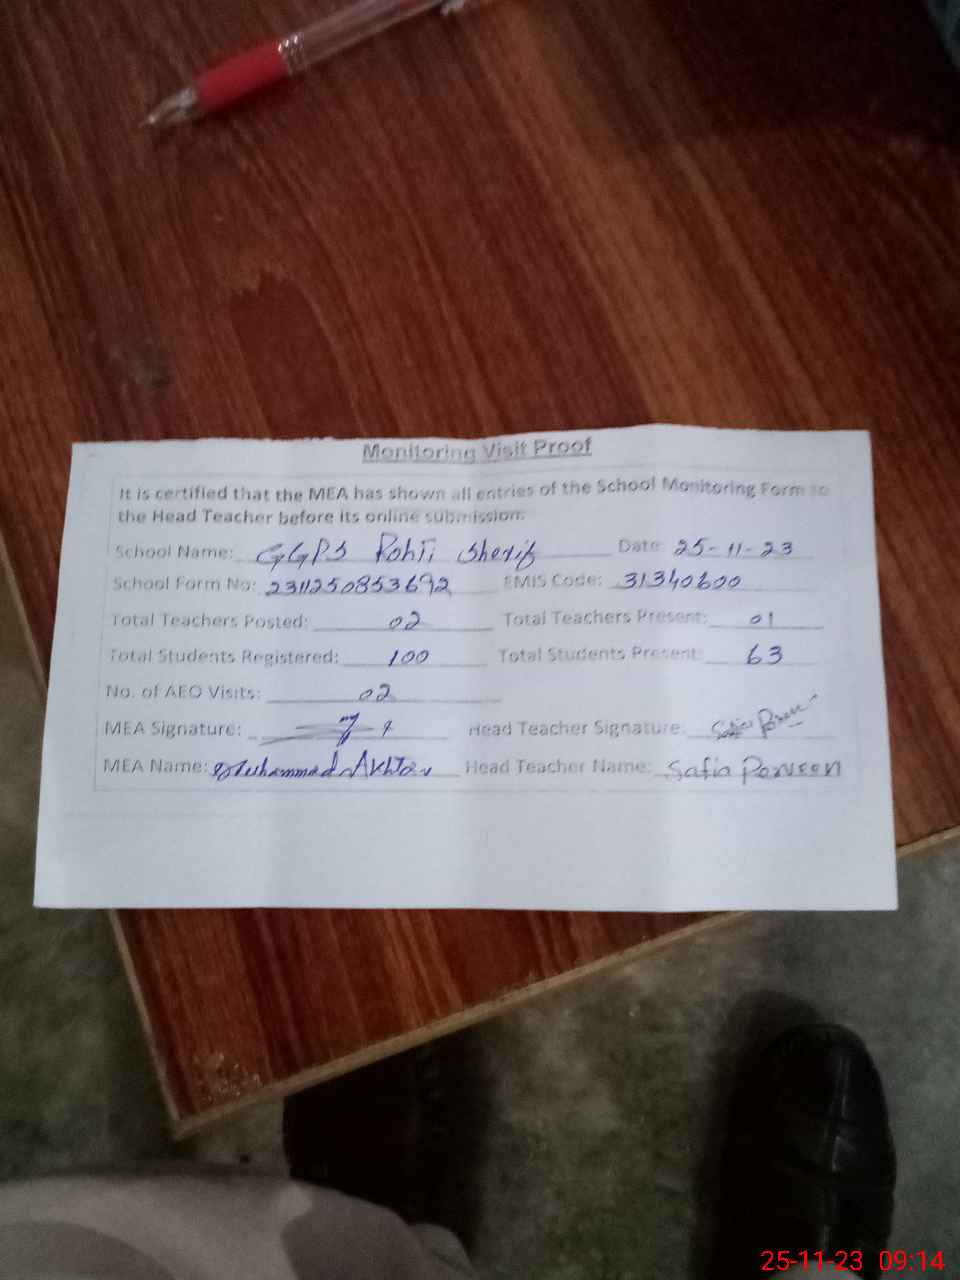 Monitoring Visit Proof
It is certified that the MEA has shown all entries of the School Monitoring Form to
the Head Teacher before its online submission.
School Name: GGPS Rohti Sherif Date: 25-11-23
School Form No: 2311250853692 EMIS Code: 31340600
Total Teachers Posted: 02 Total Teachers Present: 01
Total Students Registered: 100 Total Students Present: 63
No. of AEO Visits: 02
MEA Signature: Head Teacher Signature: Safia
MEA Name: Muhammad Akhtar Head Teacher Name: Safia Perveen
25-11-23 09:14